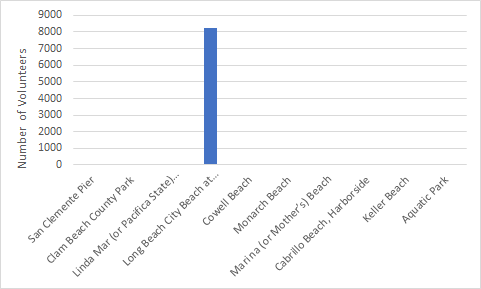 Number of Volunteers
9000
8000
7000
6000
5000
4000
3000
2000
1000
0
San Clemente Pier
Clam Beach County Park
Linda Mar (or Pacifica State)...
Long Beach City Beach at...
Cowell Beach
Monarch Beach
Marina (or Mother's) Beach
Cabrillo Beach, Harborside
Keller Beach
Aquatic Park